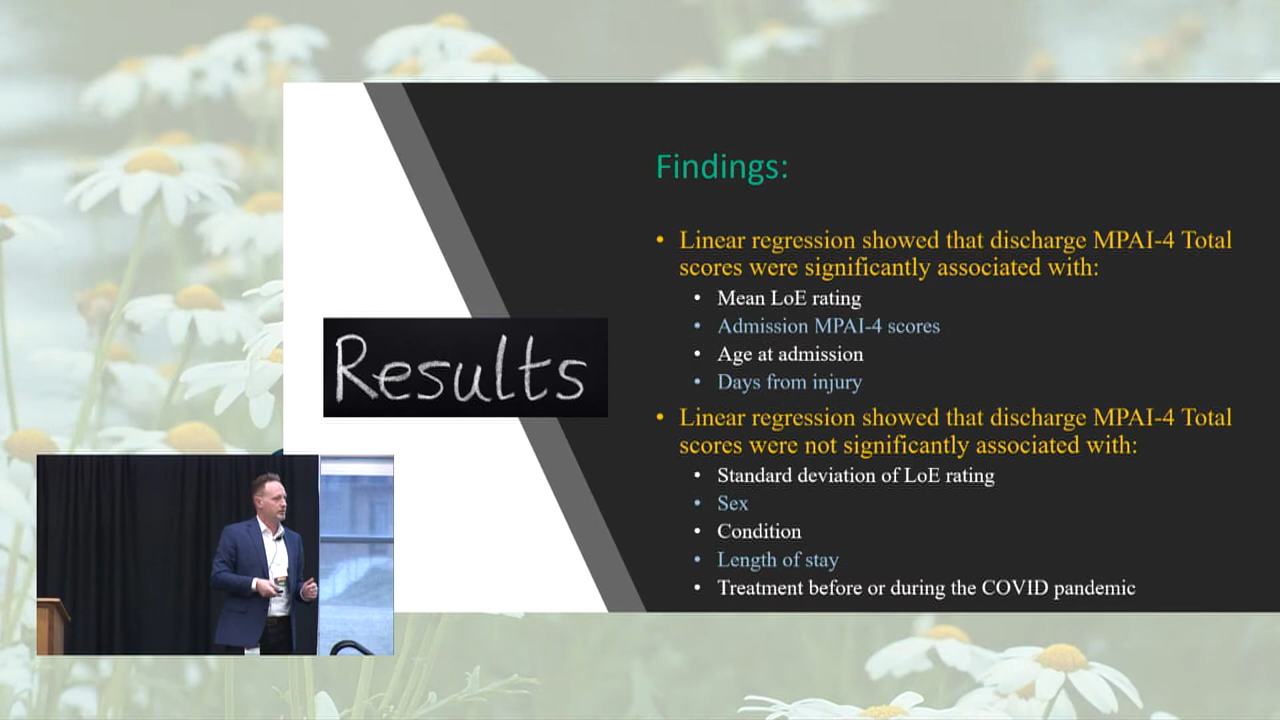 Findings:
• Linear regression showed that discharge MPAI-4 Total
scores were significantly associated with:
• Mean LoE rating
• Admission MPAI-4 scores
• Age at admission
• Days from injury
Results
• Linear regression showed that discharge MPAI-4 Total
scores were not significantly associated with:
• Standard deviation of LoE rating
• Sex
• Condition
• Length of stay
• Treatment before or during the COVID pandemic